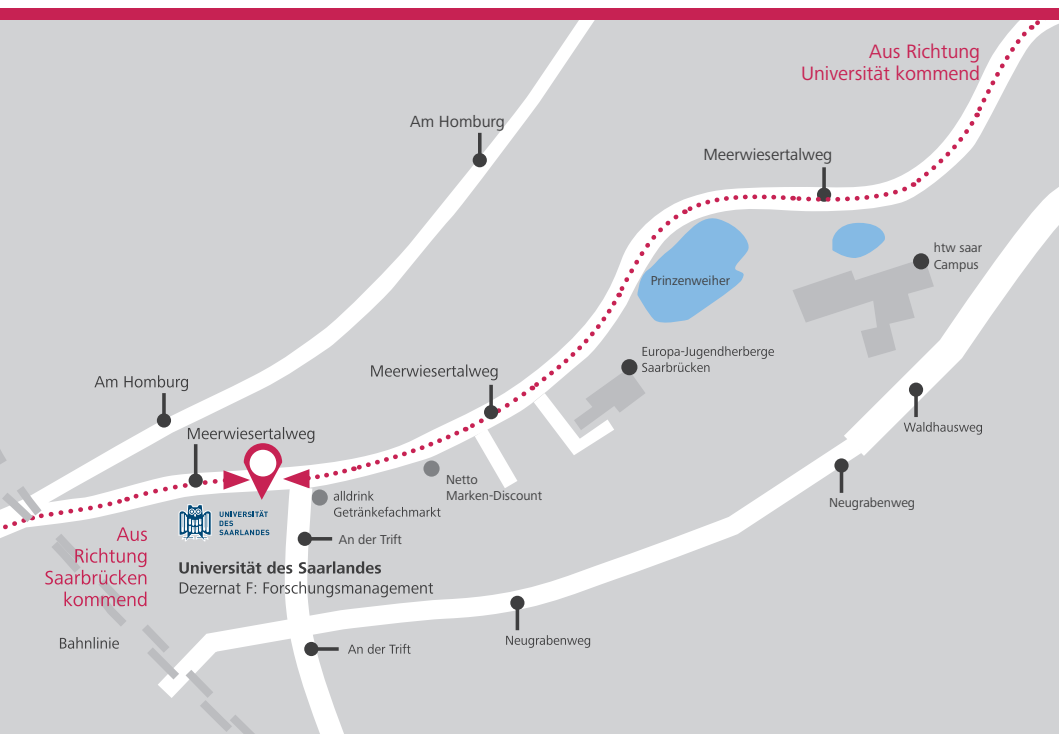 Aus Richtung
Universität kommend
Am Homburg
Meerwiesertalweg
htw saar
Campus
Prinzenweiher
Europa-Jugendherberge
Saarbrücken
Meerwiesertalweg
Am Homburg
Waldhausweg
Meerwiesertalweg
Netto
Marken-Discount
alldrink
Getränkefachmarkt
Neugrabenweg
UNIVERSITÄT
DES
SAARLANDES
Aus
Richtung
Saarbrücken
kommend
An der Trift
Universität des Saarlandes
Dezernat F: Forschungsmanagement
Bahnlinie
An der Trift
Neugrabenweg